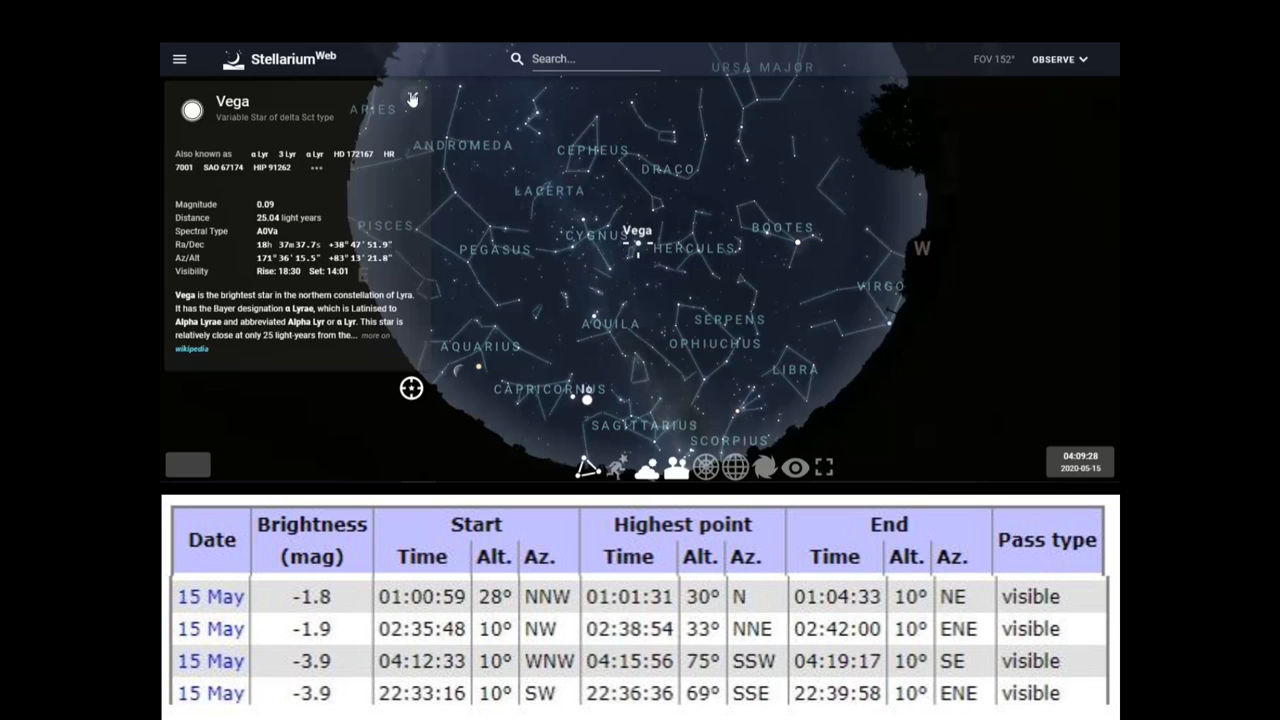 StellariumWeb
Search...
FOV 152°
OBSERVE
Vega
Variable Star of delta Sct type
Also known as α Lyr 3 Lyr α Lyr HD 172167 HR
7001 SAO 67174 HIP 91262 •••
Magnitude 0.09
Distance 25.04 light years
Spectral Type A0Va
Ra/Dec 18h 37m37.7s +38°47'51.9"
Az/Alt 171°36'15.5" +83°13'21.8"
Visibility Rise: 18:30 Set: 14:01
Vega is the brightest star in the northern constellation of Lyra.
It has the Bayer designation α Lyrae, which is Latinised to
Alpha Lyrae and abbreviated Alpha Lyr or α Lyr. This star is
relatively close at only 25 light-years from the... more on
wikipedia
URSA MAJOR
ARIES
ANDROMEDA
CEPHEUS
DRACO
LACERTA
PISCES
CYGNUS
Vega
BOOTES
PEGASUS
HERCULES
W
E
VIRGO
AQUILA
SERPENS
AQUARIUS
OPHIUCHUS
LIBRA
CAPRICORNUS
Io
SAGITTARIUS
SCORPIUS
04:09:28
2020-05-15
Date Brightness Start Highest point End Pass type
(mag) Time Alt. Az. Time Alt. Az. Time Alt. Az.
15 May -1.8 01:00:59 28° NNW 01:01:31 30° N 01:04:33 10° NE visible
15 May -1.9 02:35:48 10° NW 02:38:54 33° NNE 02:42:00 10° ENE visible
15 May -3.9 04:12:33 10° WNW 04:15:56 75° SSW 04:19:17 10° SE visible
15 May -3.9 22:33:16 10° SW 22:36:36 69° SSE 22:39:58 10° ENE visible